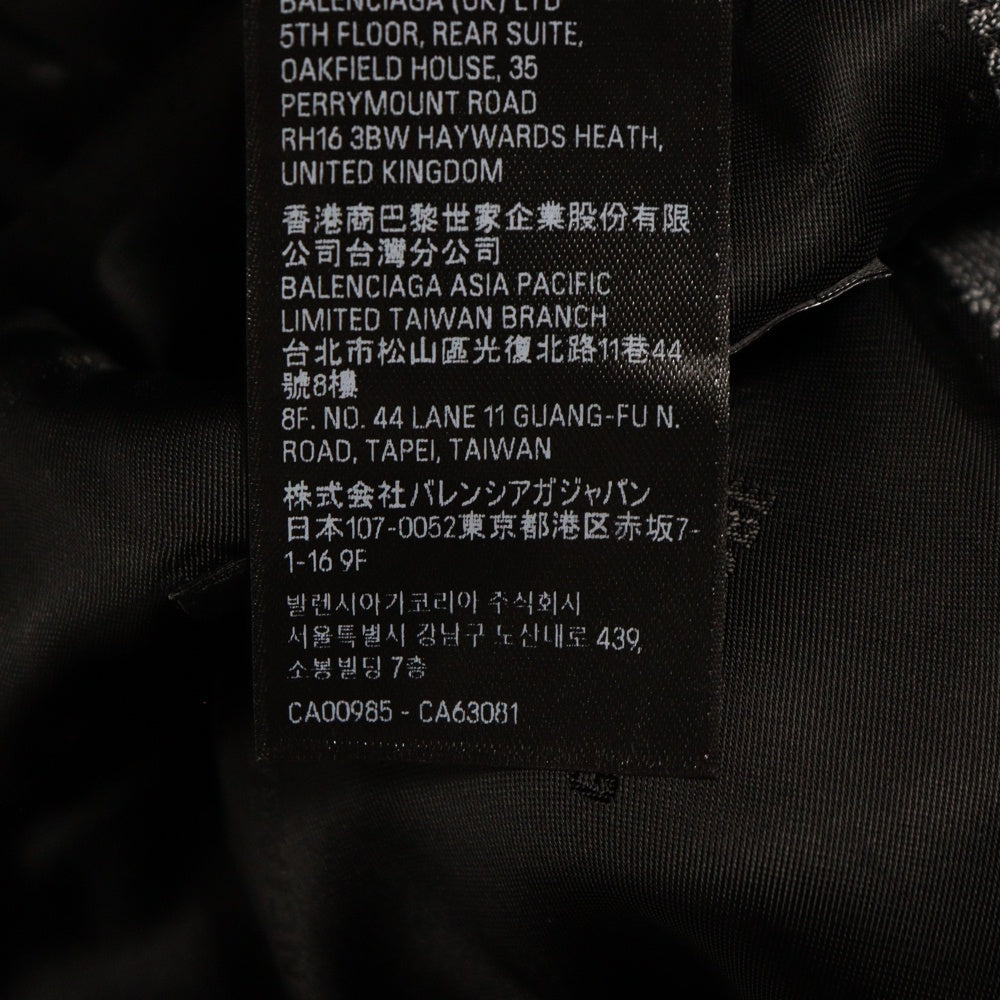 BALENCIAGA (UK) LTD
5TH FLOOR, REAR SUITE,
OAKFIELD HOUSE, 35
PERRYMOUNT ROAD
RH16 3BW HAYWARDS HEATH,
UNITED KINGDOM
香港商巴黎世家企業股份有限
公司台灣分公司
BALENCIAGA ASIA PACIFIC
LIMITED TAIWAN BRANCH
台北市松山區光復北路11巷44
號8樓
8F. NO. 44 LANE 11 GUANG-FU N.
ROAD, TAPEI, TAIWAN
株式会社バレンシアガジャパン
日本107-0052東京都港区赤坂7-
1-16 9F
발렌시아가코리아 주식회사
서울특별시 강남구 도산대로 439,
소봉빌딩 7층
CA00985 - CA63081